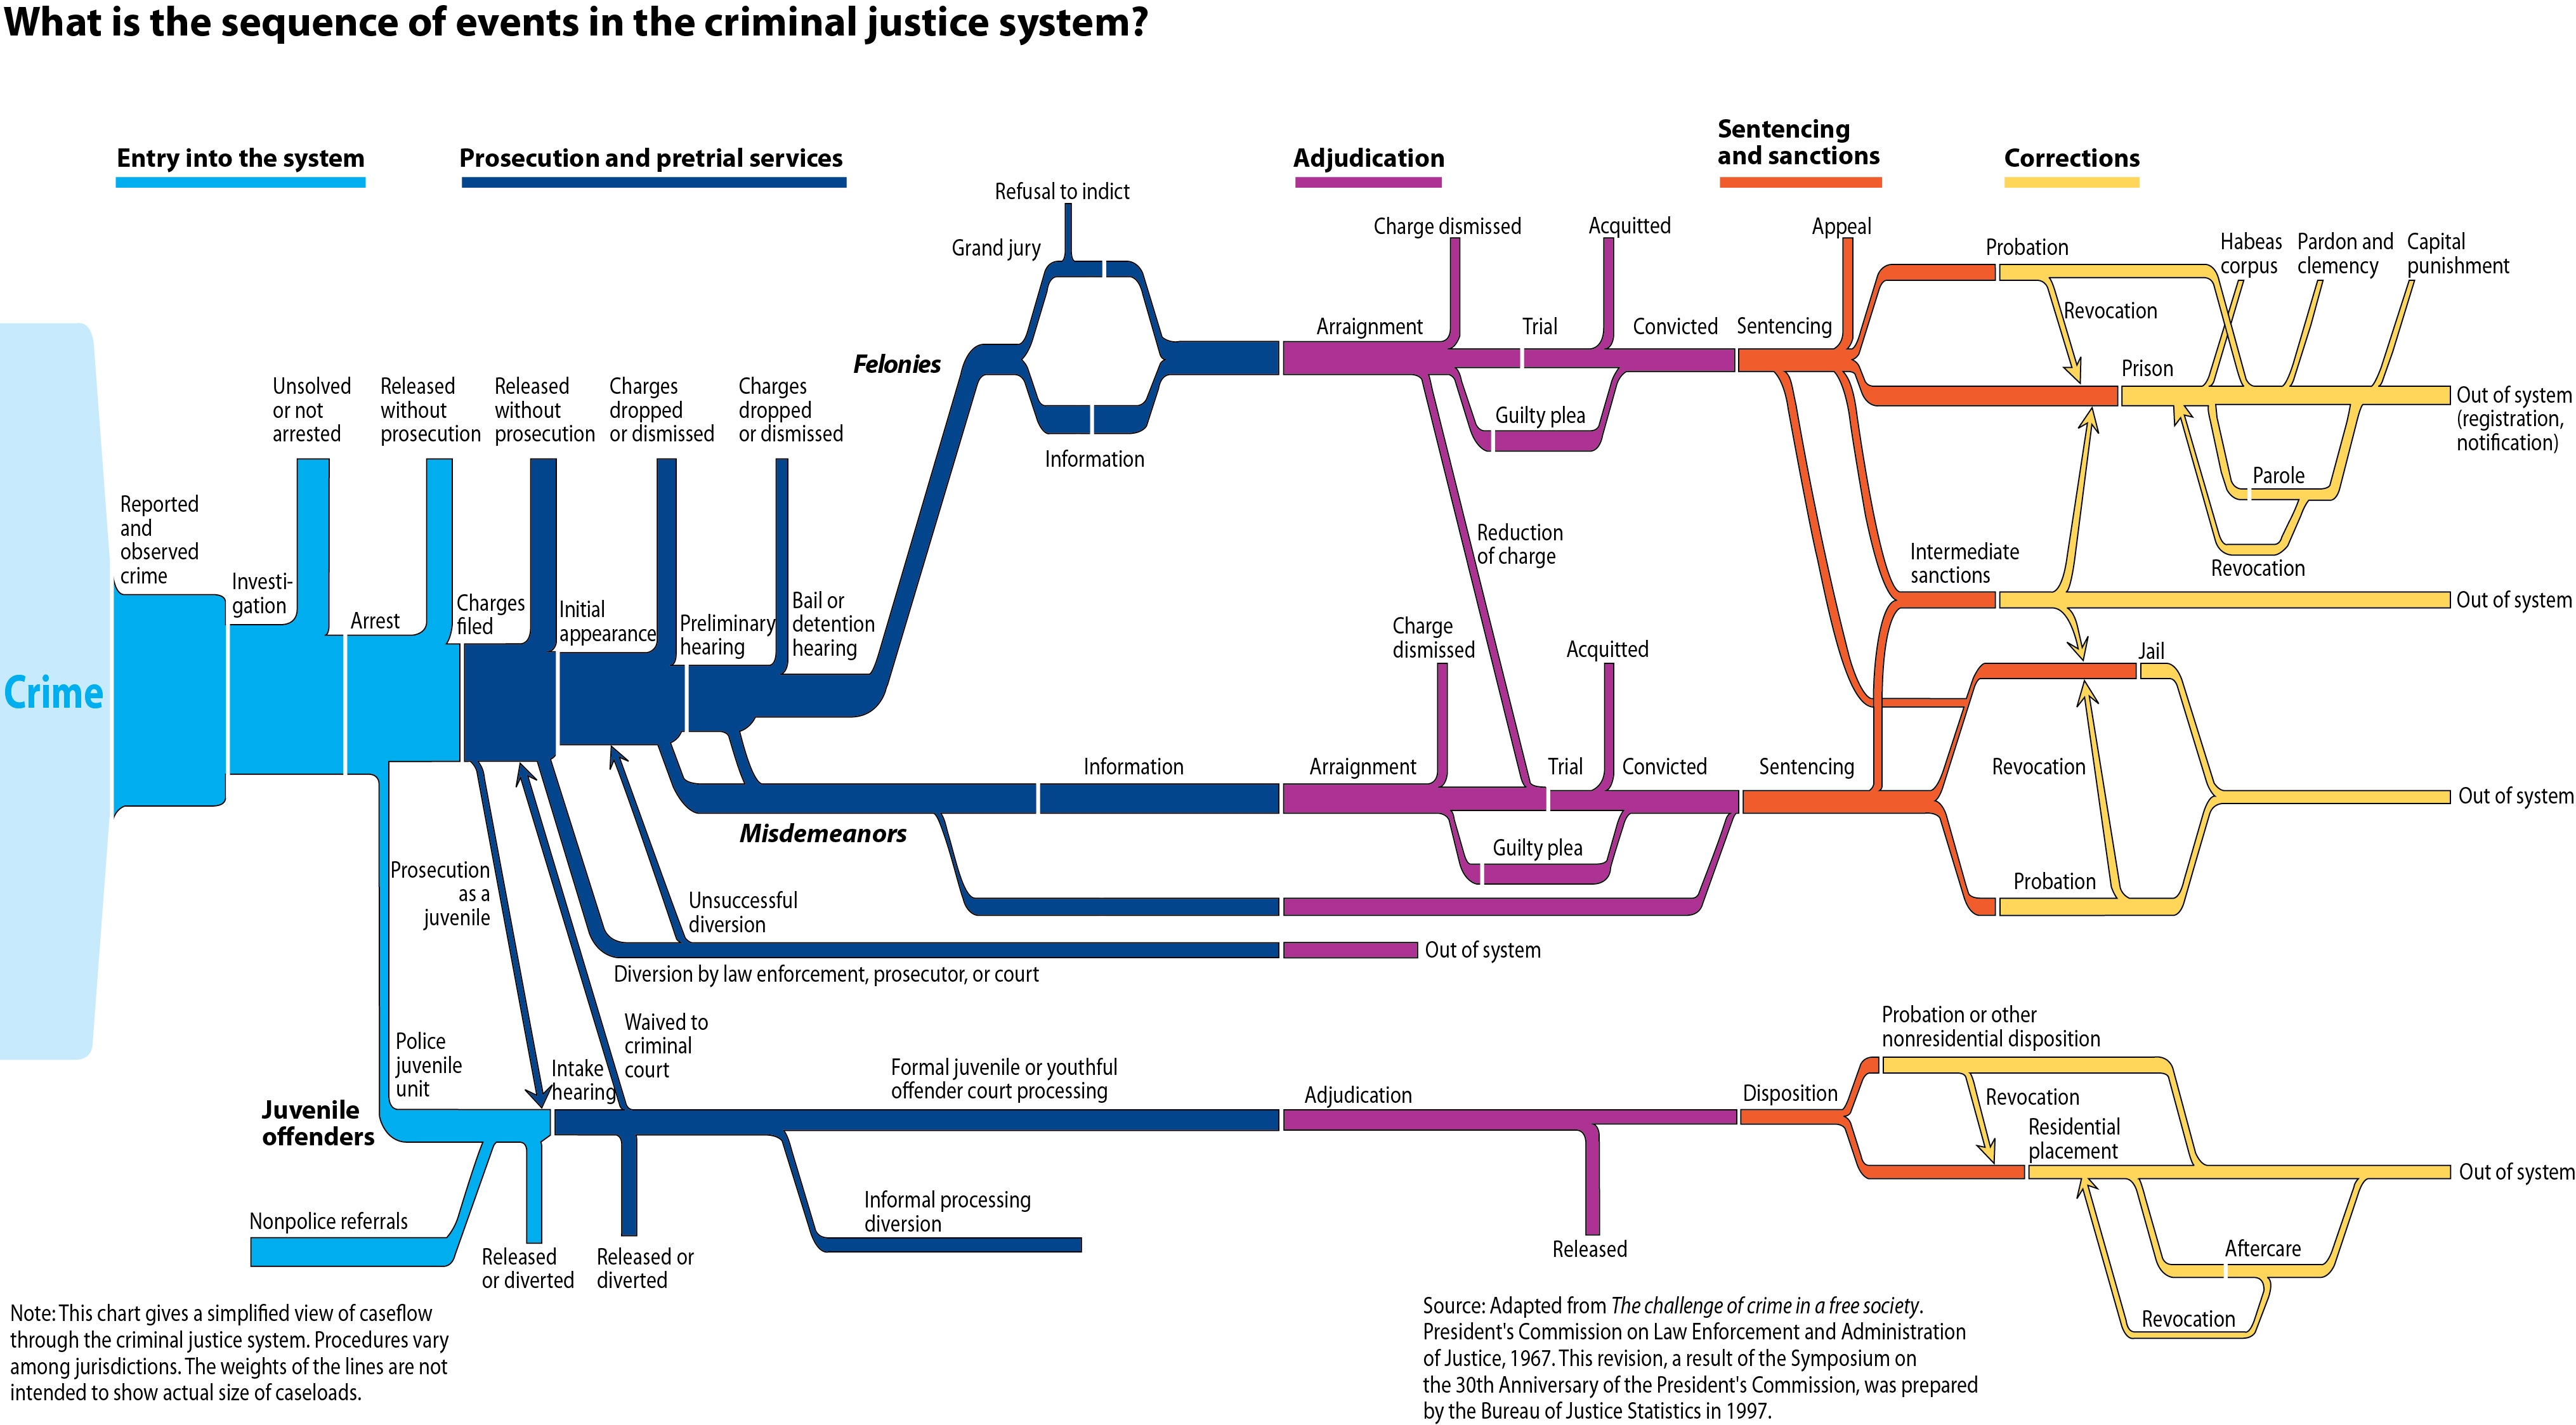 What is the sequence of events in the criminal justice system?
Entry into the system
Prosecution and pretrial services
Adjudication
Sentencing
and sanctions
Corrections
Crime
Reported
and
observed
crime
Investi-
gation
Unsolved
or not
arrested
Arrest
Released
without
prosecution
Charges
filed
Released
without
prosecution
Initial
appearance
Charges
dropped
or dismissed
Preliminary
hearing
Charges
dropped
or dismissed
Bail or
detention
hearing
Felonies
Grand jury
Refusal to indict
Information
Arraignment
Charge dismissed
Trial
Acquitted
Convicted
Guilty plea
Reduction
of charge
Sentencing
Appeal
Probation
Revocation
Prison
Habeas
corpus
Pardon and
clemency
Capital
punishment
Out of system
(registration,
notification)
Parole
Revocation
Intermediate
sanctions
Out of system
Misdemeanors
Information
Arraignment
Charge
dismissed
Trial
Acquitted
Convicted
Guilty plea
Sentencing
Jail
Revocation
Probation
Out of system
Unsuccessful
diversion
Diversion by law enforcement, prosecutor, or court
Out of system
Prosecution
as a
juvenile
Police
juvenile
unit
Juvenile
offenders
Nonpolice referrals
Released
or diverted
Intake
hearing
Waived to
criminal
court
Released or
diverted
Formal juvenile or youthful
offender court processing
Informal processing
diversion
Adjudication
Released
Disposition
Probation or other
nonresidential disposition
Revocation
Residential
placement
Out of system
Aftercare
Revocation
Note: This chart gives a simplified view of caseflow
through the criminal justice system. Procedures vary
among jurisdictions. The weights of the lines are not
intended to show actual size of caseloads.
Source: Adapted from The challenge of crime in a free society.
President's Commission on Law Enforcement and Administration
of Justice, 1967. This revision, a result of the Symposium on
the 30th Anniversary of the President's Commission, was prepared
by the Bureau of Justice Statistics in 1997.